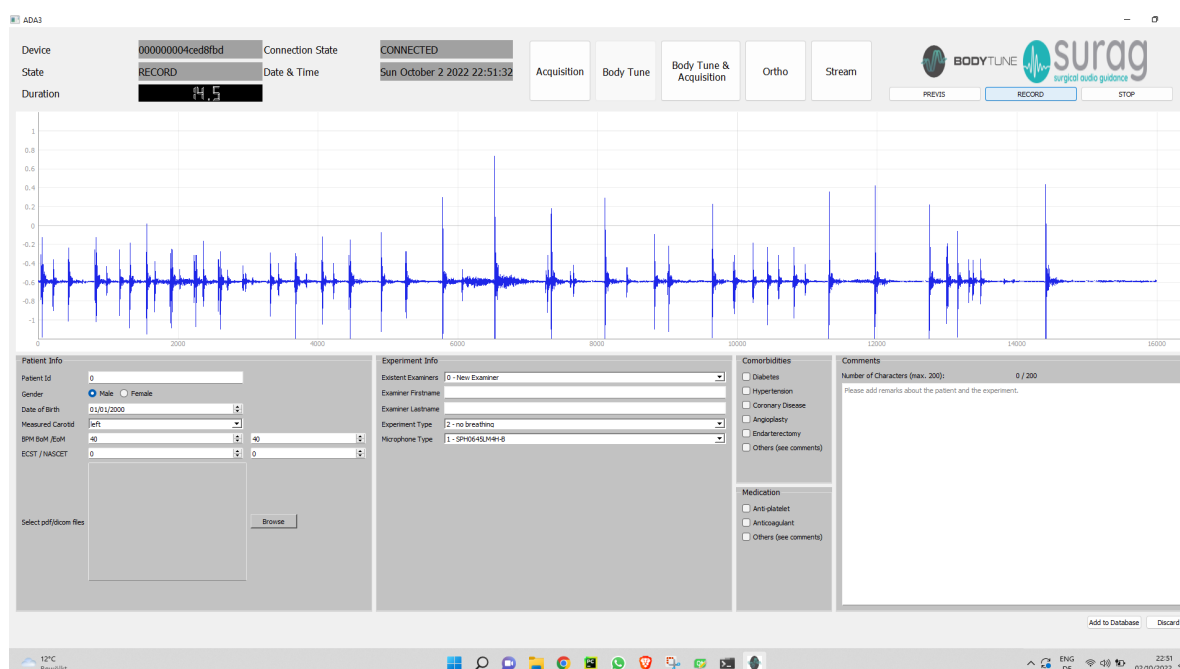 ADA3
Device 000000004ced8fbd Connection State CONNECTED
State RECORD Date & Time Sun October 2 2022 22:51:32
Duration 14.5
Acquisition Body Tune Body Tune & Acquisition Ortho Stream
BODYTUNE surag
surgical audio guidance
PREVIS RECORD STOP
1
0.8
0.6
0.4
0.2
0
-0.2
-0.4
-0.6
-0.8
-1
0 2000 4000 6000 8000 10000 12000 14000 16000
Patient Info
Patient Id 0
Gender Male Female
Date of Birth 01/01/2000
Measured Carotid left
BPM BoM /EoM 40 40
ECST / NASCET 0 0
Select pdf/dicom files Browse
Experiment Info
Existent Examiners 0 - New Examiner
Examiner Firstname
Examiner Lastname
Experiment Type 2 - no breathing
Microphone Type 1 - SPH0645LM4H-B
Comorbidities
Diabetes
Hypertension
Coronary Disease
Angioplasty
Endarterectomy
Others (see comments)
Medication
Anti-platelet
Anticoagulant
Others (see comments)
Comments
Number of Characters (max. 200): 0 / 200
Please add remarks about the patient and the experiment.
Add to Database Discard
12°C
Bewölkt
ENG
DE
22:51
02/10/2022